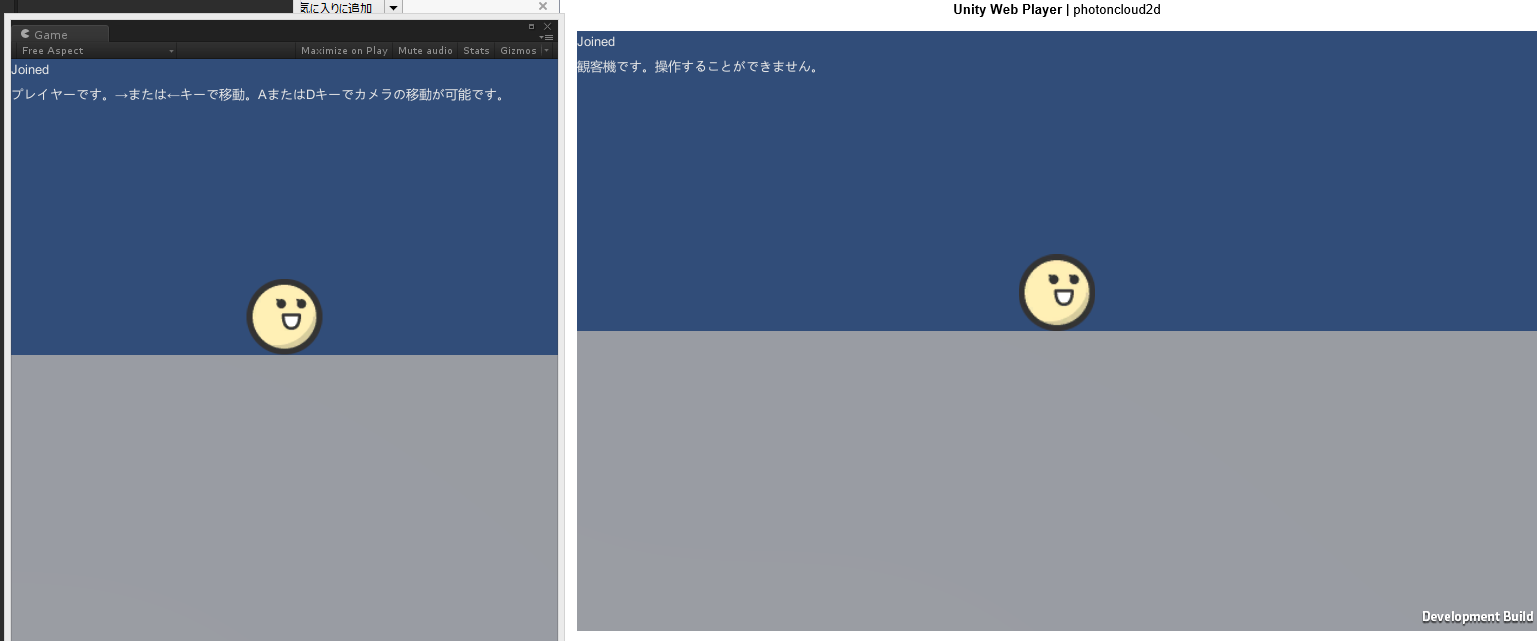 気に入りに追加
Game
Free Aspect
Maximize on Play
Mute audio
Stats
Gizmos
Joined
プレイヤーです。→または←キーで移動。AまたはDキーでカメラの移動が可能です。
Unity Web Player | photoncloud2d
Joined
観客機です。操作することができません。
Development Build